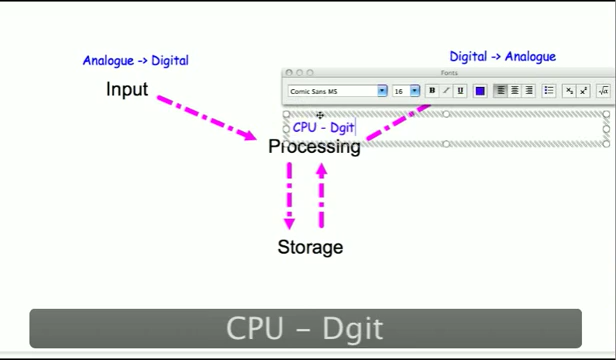 Analogue -> Digital
Digital -> Analogue
Input
Fonts
Comic Sans MS
16
B I U
CPU - Dgit
Processing
Storage
CPU – Dgit